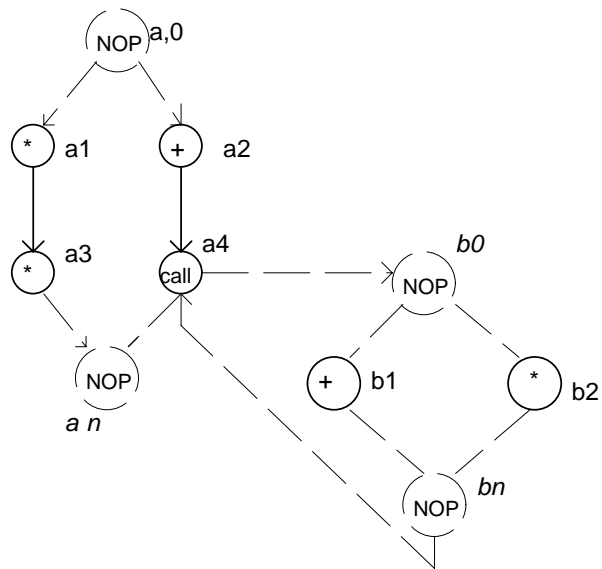 NOP a,0
* a1
+ a2
* a3
call a4
NOP
a n
b0
NOP
+ b1
* b2
NOP bn